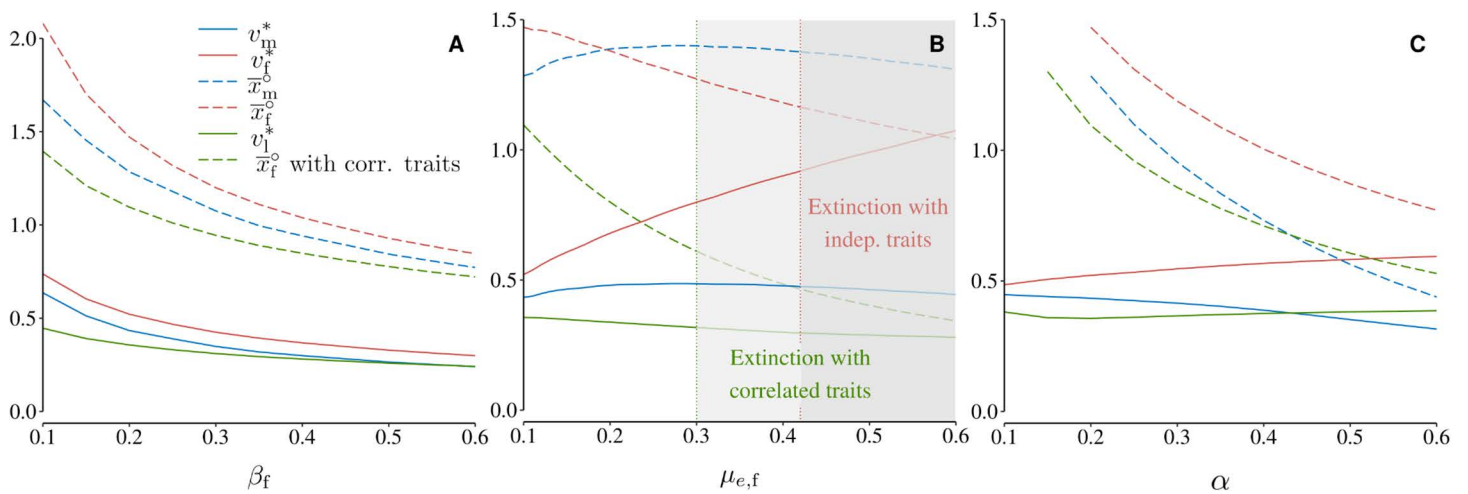 A
v*m
v*f
x̄°m
x̄°f
v*l
x̄°f with corr. traits
2.0
1.5
1.0
0.5
0.0
0.1 0.2 0.3 0.4 0.5 0.6
βf
B
1.5
1.0
0.5
0.0
Extinction with
indep. traits
Extinction with
correlated traits
0.1 0.2 0.3 0.4 0.5 0.6
μe,f
C
1.5
1.0
0.5
0.0
0.1 0.2 0.3 0.4 0.5 0.6
α